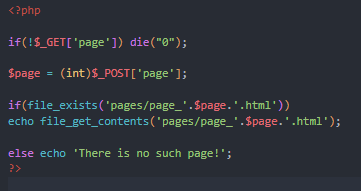 <?php
if(!$_GET['page']) die("0");
$page = (int)$_POST['page'];
if(file_exists('pages/page_'.$page.'.html'))
echo file_get_contents('pages/page_'.$page.'.html');
else echo 'There is no such page!';
?>